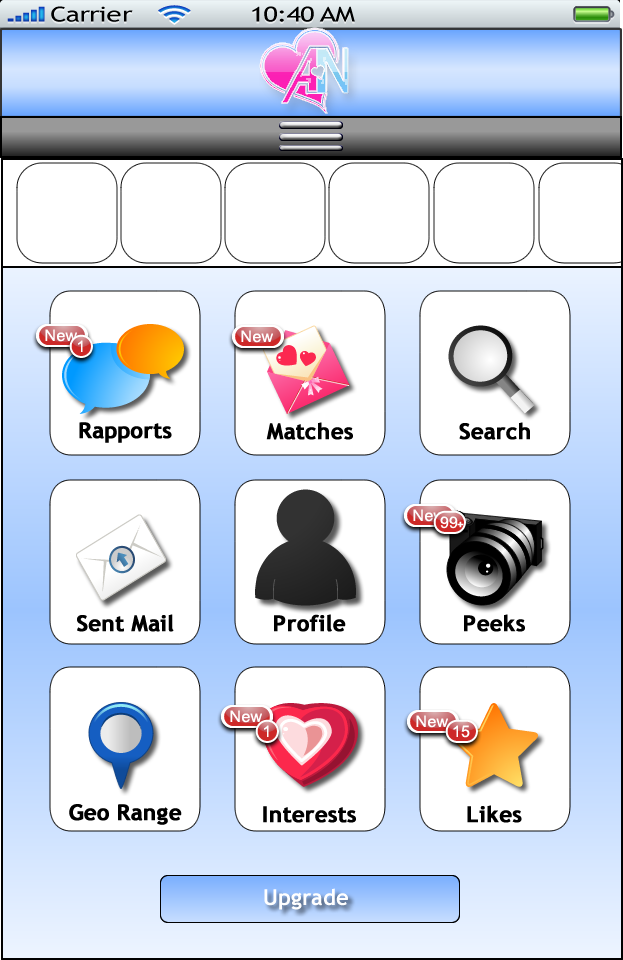 Carrier 10:40 AM
AN
New 1
New
Rapports Matches Search
New 99+
Sent Mail Profile Peeks
New 1
New 15
Geo Range Interests Likes
Upgrade